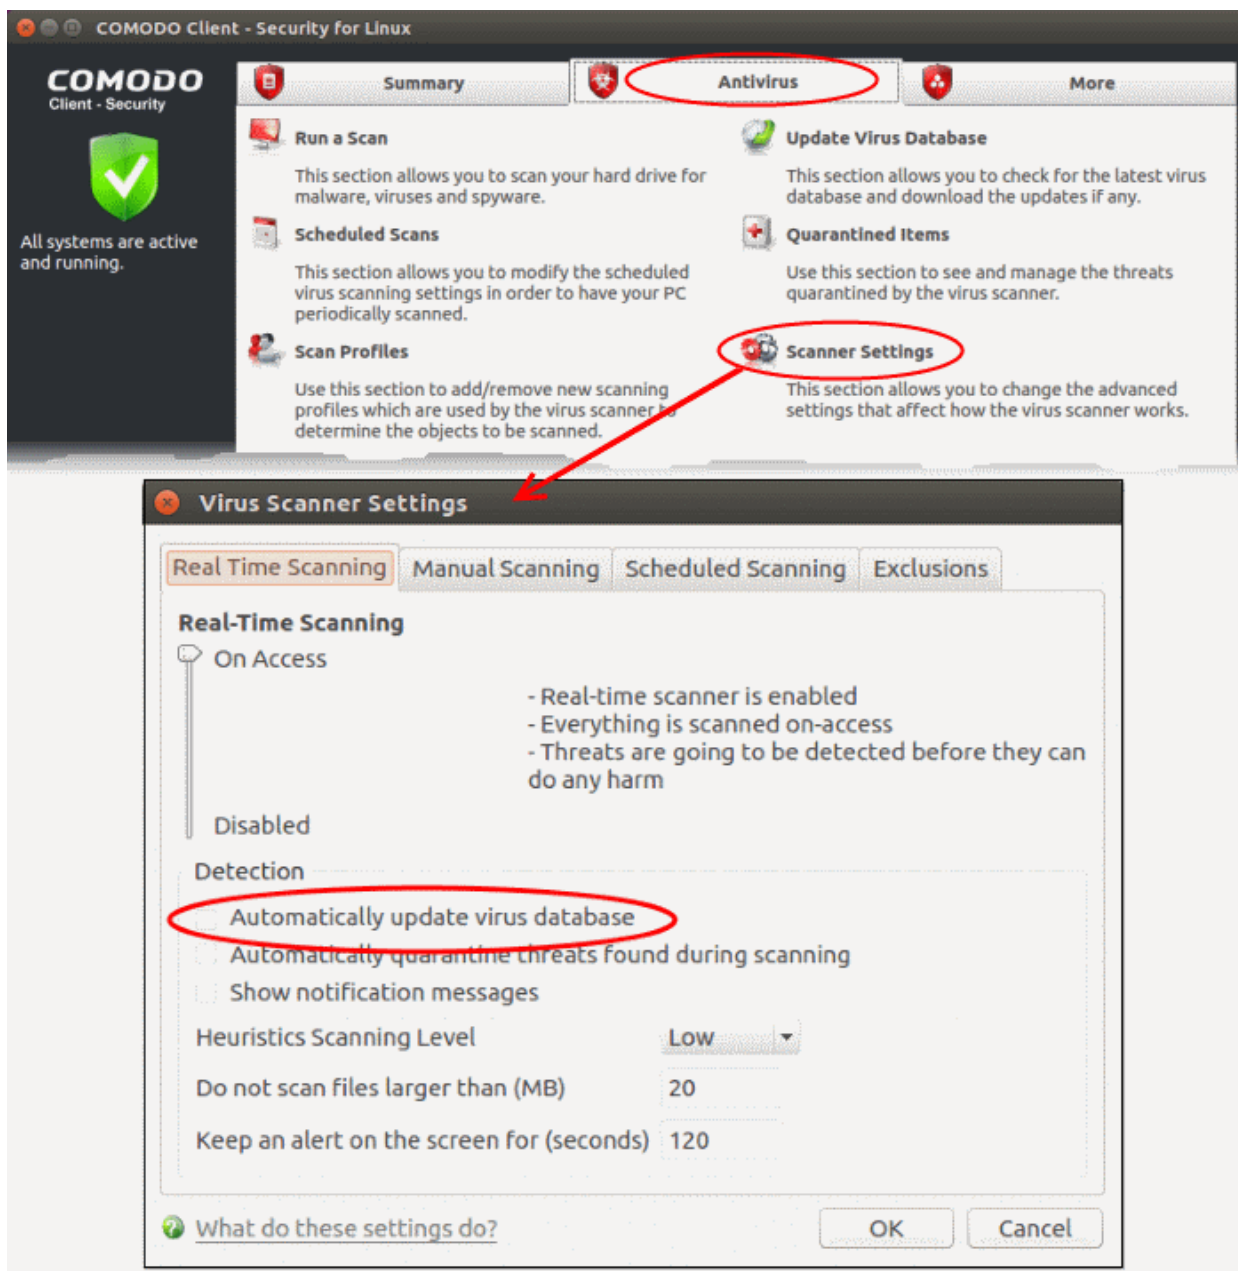 COMODO Client - Security for Linux
COMODO
Client - Security
Summary
Antivirus
More
All systems are active
and running.
Run a Scan
This section allows you to scan your hard drive for
malware, viruses and spyware.
Update Virus Database
This section allows you to check for the latest virus
database and download the updates if any.
Scheduled Scans
This section allows you to modify the scheduled
virus scanning settings in order to have your PC
periodically scanned.
Quarantined Items
Use this section to see and manage the threats
quarantined by the virus scanner.
Scan Profiles
Use this section to add/remove new scanning
profiles which are used by the virus scanner to
determine the objects to be scanned.
Scanner Settings
This section allows you to change the advanced
settings that affect how the virus scanner works.
Virus Scanner Settings
Real Time Scanning
Manual Scanning
Scheduled Scanning
Exclusions
Real-Time Scanning
On Access
- Real-time scanner is enabled
- Everything is scanned on-access
- Threats are going to be detected before they can
do any harm
Disabled
Detection
Automatically update virus database
Automatically quarantine threats found during scanning
Show notification messages
Heuristics Scanning Level Low
Do not scan files larger than (MB) 20
Keep an alert on the screen for (seconds) 120
What do these settings do?
OK
Cancel